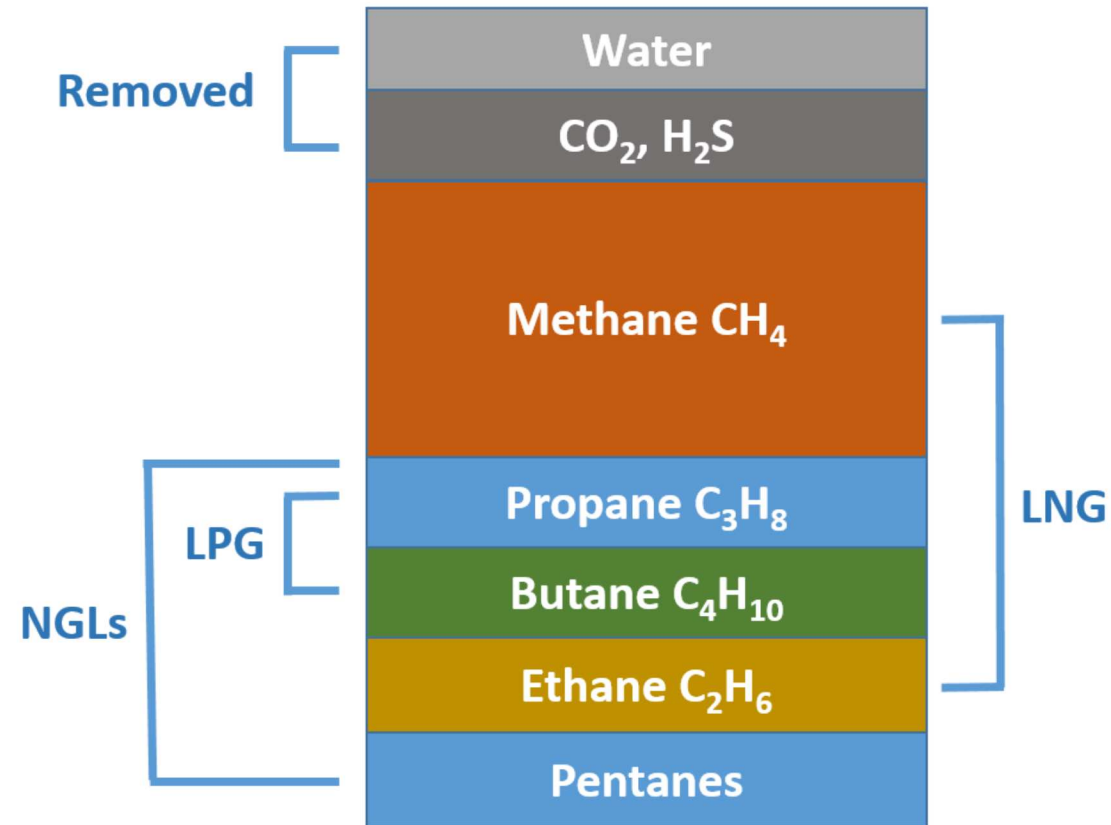 Water
Removed
CO₂, H₂S
Methane CH₄
Propane C₃H₈
LNG
LPG
Butane C₄H₁₀
NGLs
Ethane C₂H₆
Pentanes